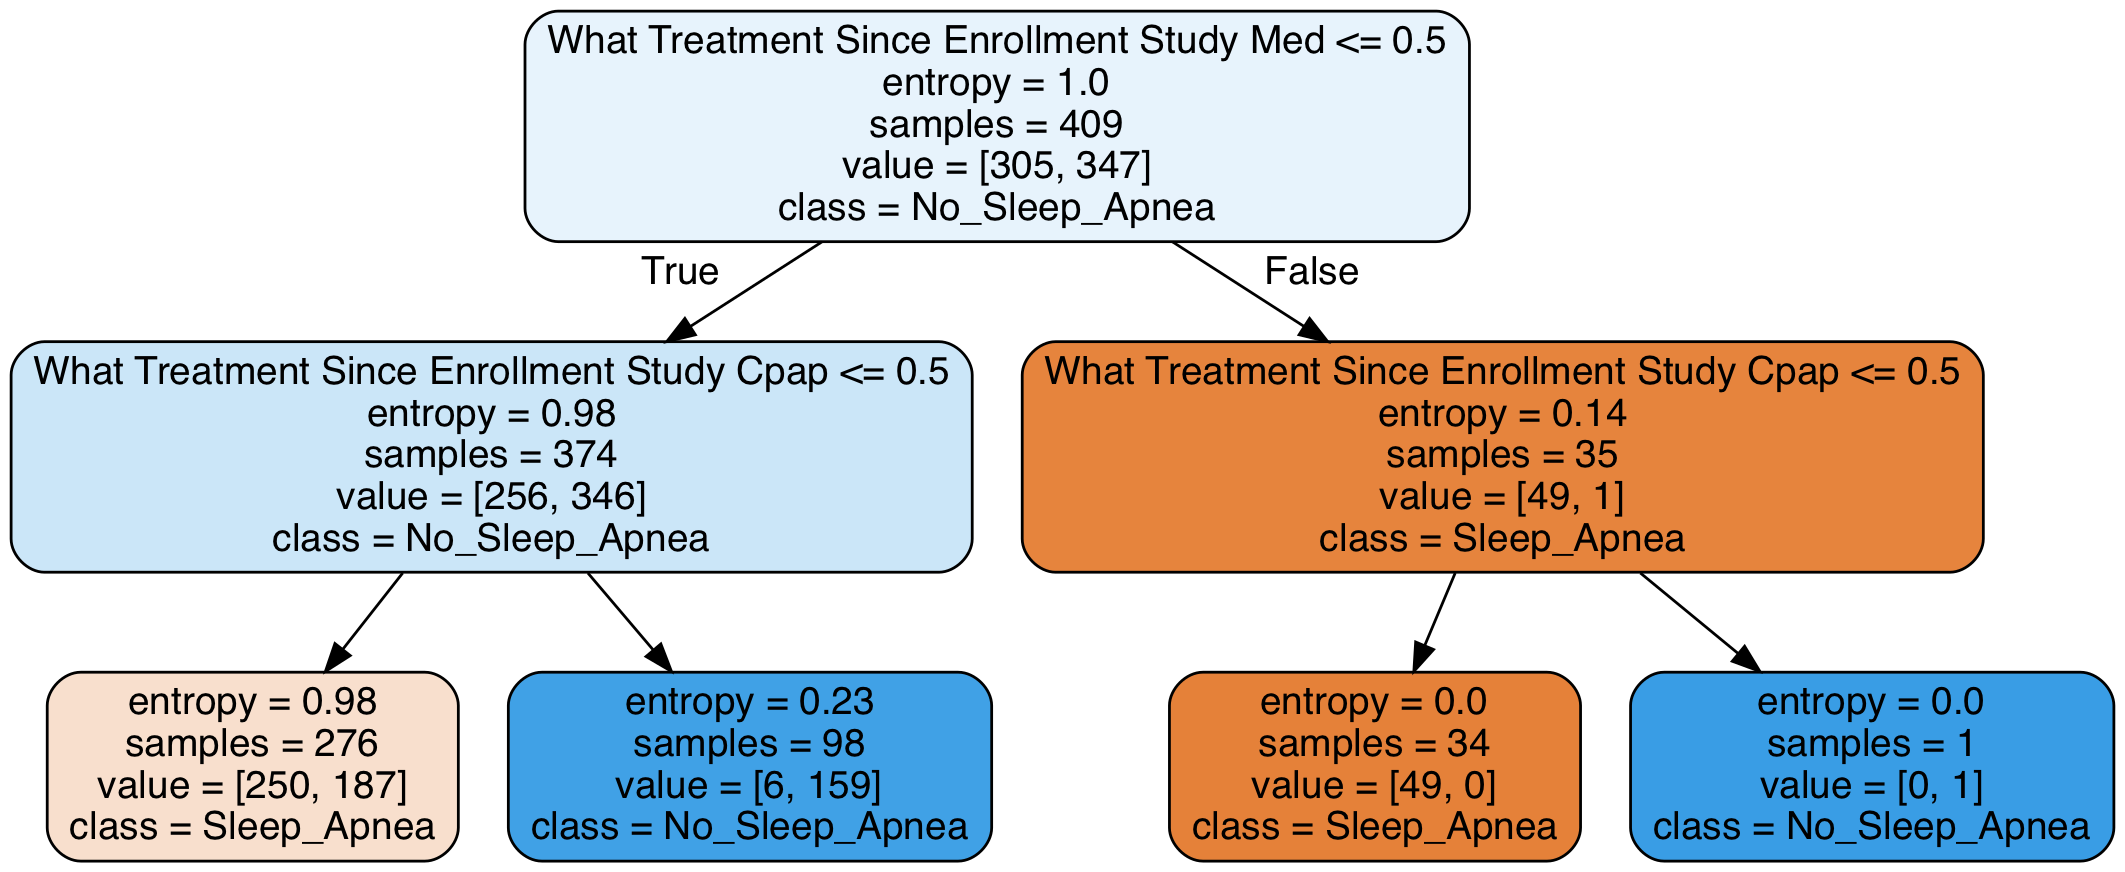 What Treatment Since Enrollment Study Med <= 0.5
entropy = 1.0
samples = 409
value = [305, 347]
class = No_Sleep_Apnea
True
False
What Treatment Since Enrollment Study Cpap <= 0.5
entropy = 0.98
samples = 374
value = [256, 346]
class = No_Sleep_Apnea
What Treatment Since Enrollment Study Cpap <= 0.5
entropy = 0.14
samples = 35
value = [49, 1]
class = Sleep_Apnea
entropy = 0.98
samples = 276
value = [250, 187]
class = Sleep_Apnea
entropy = 0.23
samples = 98
value = [6, 159]
class = No_Sleep_Apnea
entropy = 0.0
samples = 34
value = [49, 0]
class = Sleep_Apnea
entropy = 0.0
samples = 1
value = [0, 1]
class = No_Sleep_Apnea